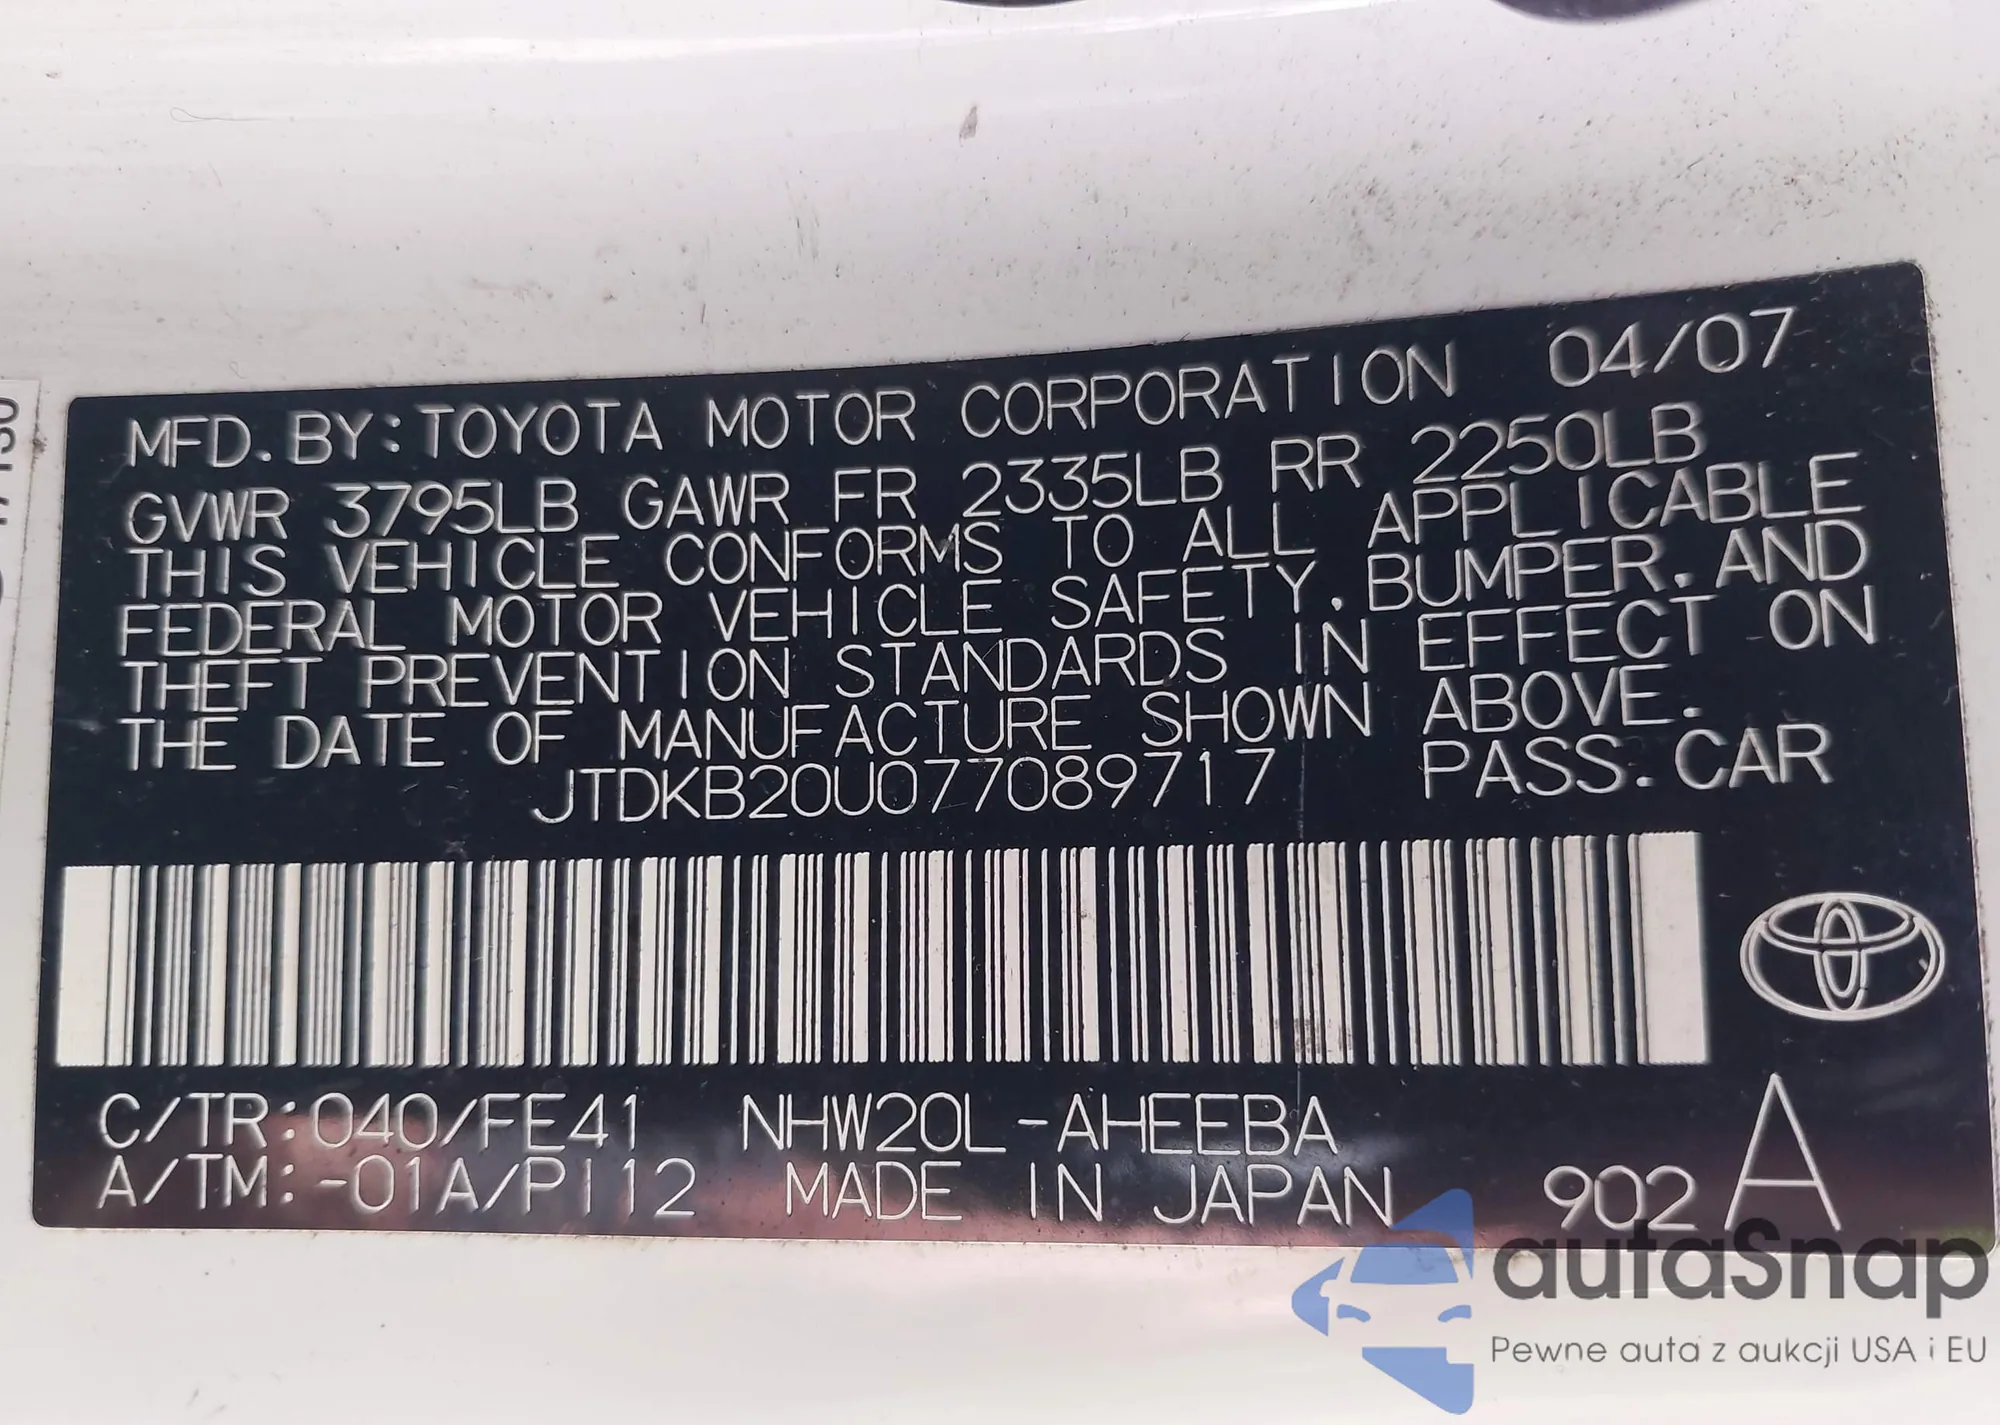 MFD.BY:TOYOTA MOTOR CORPORATION 04/07
GVWR 3795LB GAWR FR 2335LB RR 2250LB
THIS VEHICLE CONFORMS TO ALL APPLICABLE
FEDERAL MOTOR VEHICLE SAFETY, BUMPER, AND
THEFT PREVENTION STANDARDS IN EFFECT ON
THE DATE OF MANUFACTURE SHOWN ABOVE.
JTDKB20U077089717 PASS.CAR
C/TR:040/FE41 NHW20L-AHEEBA
A/TM:-01A/P112 MADE IN JAPAN 902 A
autaSnap
Pewne auta z aukcji USA i EU